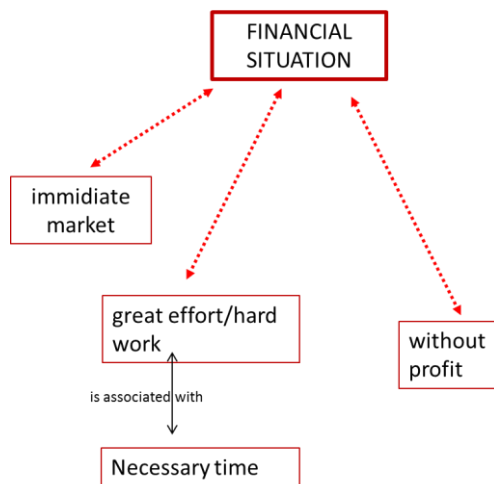 FINANCIAL
SITUATION
immidiate
market
great effort/hard
work
without
profit
is associated with
Necessary time